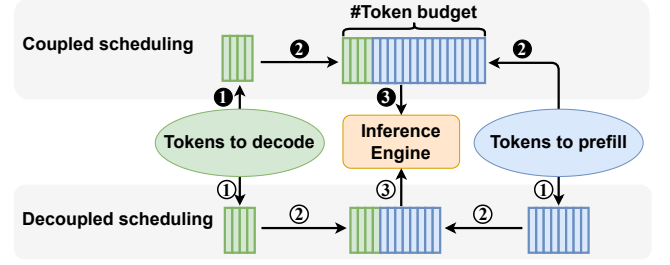 #Token budget
Coupled scheduling
❷
❷
❶
❸
Tokens to decode
Inference
Engine
Tokens to prefill
①
③
①
Decoupled scheduling
②
②